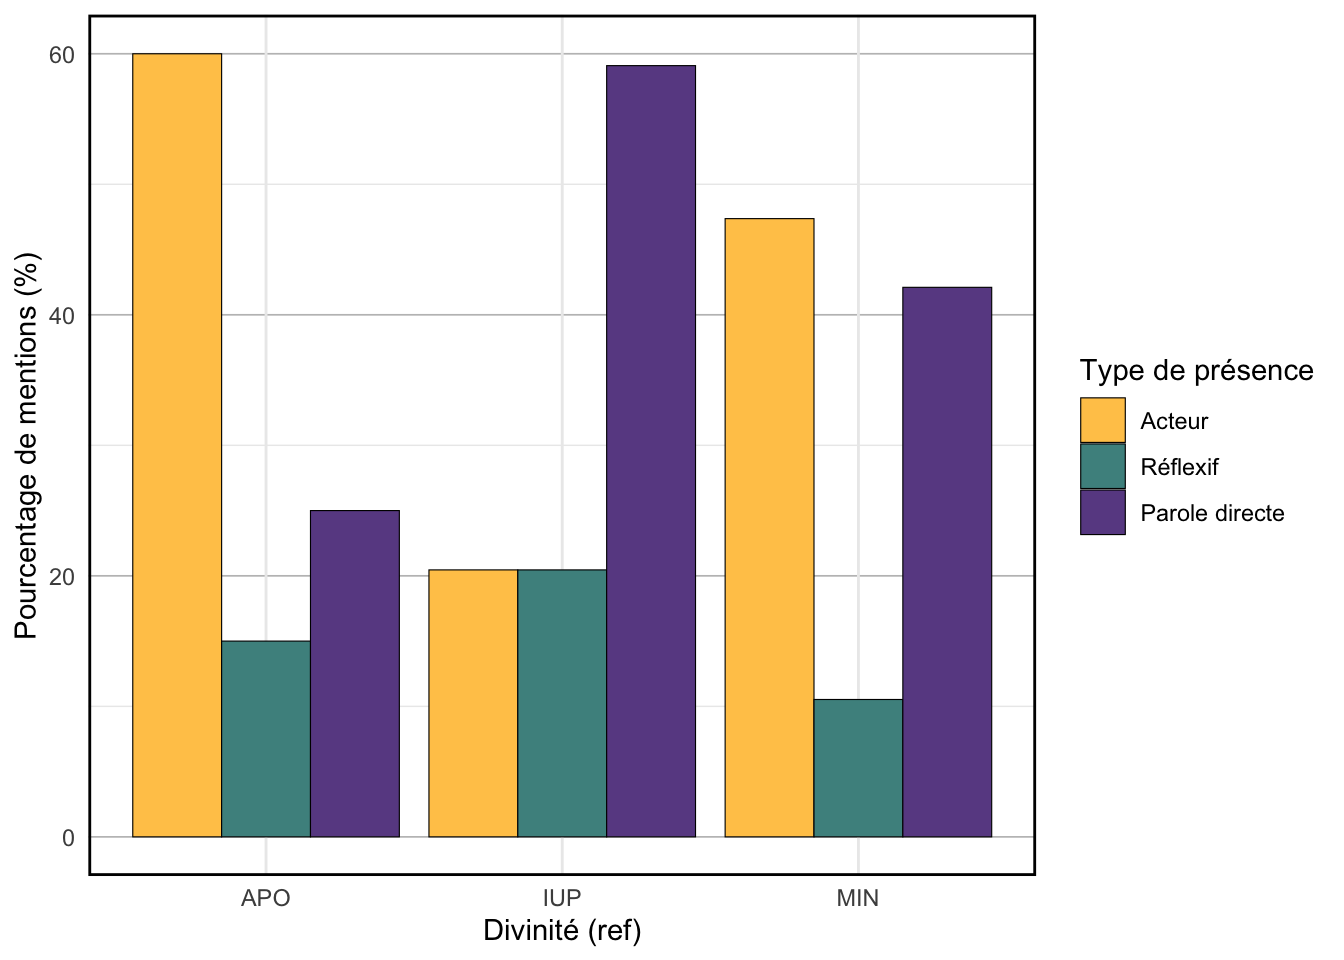 Pourcentage de mentions (%)
60
40
20
0
APO
IUP
MIN
Divinité (ref)
Type de présence
Acteur
Réflexif
Parole directe